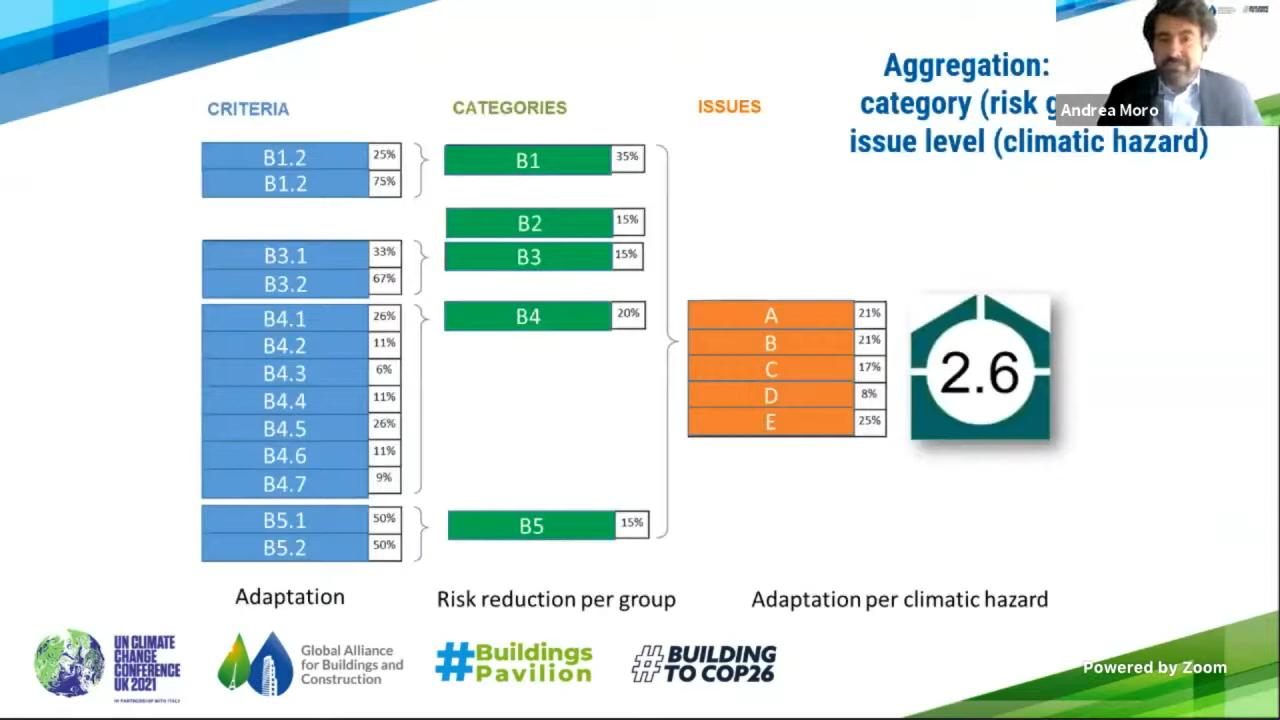 Aggregation:
category (risk g
issue level (climatic hazard)
Andrea Moro
CRITERIA
CATEGORIES
ISSUES
B1.2 25%
B1.2 75%
B1 35%
B2 15%
B3.1 33%
B3.2 67%
B3 15%
B4.1 26%
B4.2 11%
B4.3 6%
B4.4 11%
B4.5 26%
B4.6 11%
B4.7 9%
B4 20%
A 21%
B 21%
C 17%
D 8%
E 25%
2.6
B5.1 50%
B5.2 50%
B5 15%
Adaptation
Risk reduction per group
Adaptation per climatic hazard
UN CLIMATE
CHANGE
CONFERENCE
UK 2021
IN PARTNERSHIP WITH ITALY
Global Alliance
for Buildings and
Construction
#Buildings
Pavilion
#BUILDING
TO COP26
Powered by Zoom